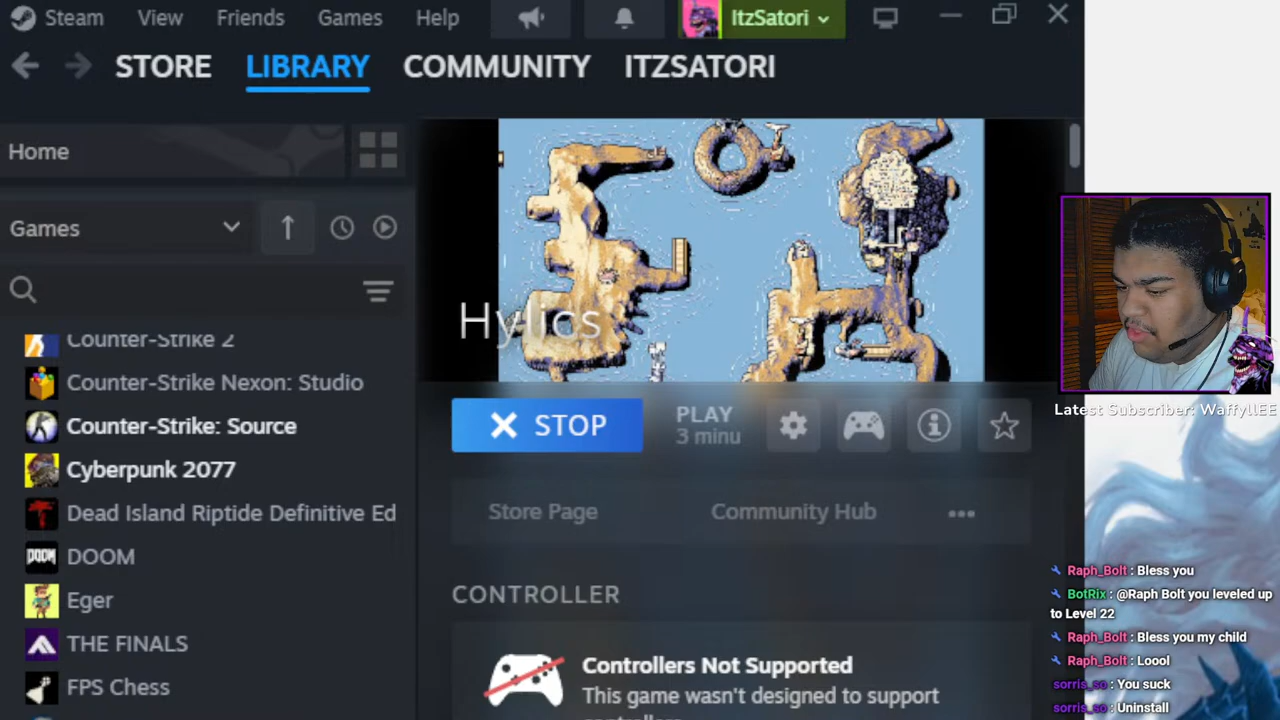 Steam View Friends Games Help ItzSatori
STORE LIBRARY COMMUNITY ITZSATORI
Home
Games
Counter-Strike 2
Counter-Strike Nexon: Studio
Counter-Strike: Source
Cyberpunk 2077
Dead Island Riptide Definitive Ed
DOOM
DOOM
Eger
THE FINALS
FPS Chess
Hylics
STOP
PLAY
3 minu
Store Page Community Hub
CONTROLLER
Controllers Not Supported
This game wasn't designed to support
controllers
Latest Subscriber: WaffyllEE
Raph_Bolt : Bless you
BotRix : @Raph Bolt you leveled up
to Level 22
Raph_Bolt : Bless you my child
Raph_Bolt : Loool
sorris_so : You suck
sorris_so : Uninstall